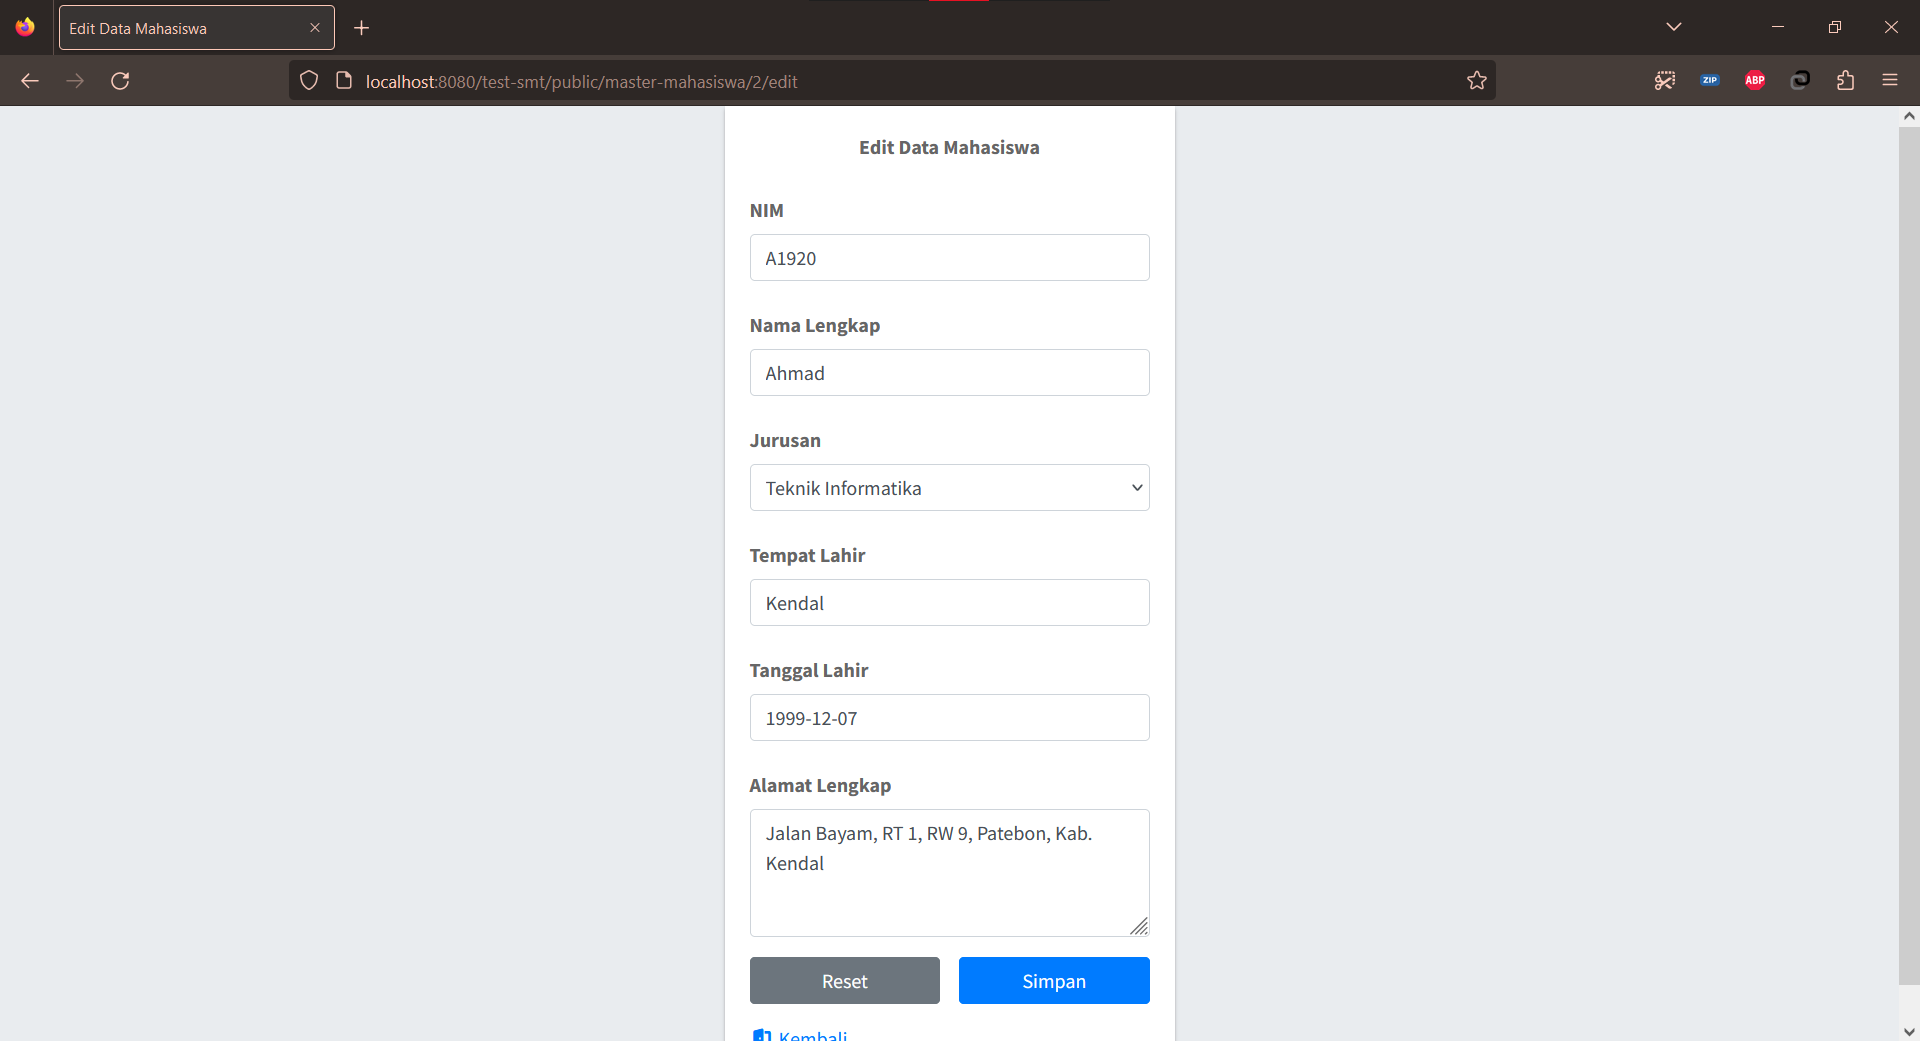 Edit Data Mahasiswa
localhost:8080/test-smt/public/master-mahasiswa/2/edit
ZIP
ABP
Edit Data Mahasiswa
NIM
A1920
Nama Lengkap
Ahmad
Jurusan
Teknik Informatika
Tempat Lahir
Kendal
Tanggal Lahir
1999-12-07
Alamat Lengkap
Jalan Bayam, RT 1, RW 9, Patebon, Kab.
Kendal
Reset
Simpan
Kembali